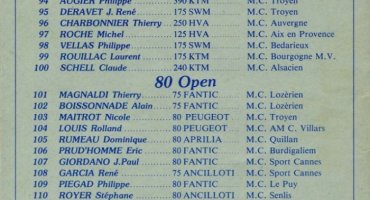 94 AUGIER Philippe 390 KTM M.C. Troyen
95 DERAVET J. René 175 SWM M.C. Troyen
96 CHARBONNIER Thierry 250 HVA M.C. Auvergne
97 ROCHE Michel 125 HVA M.C. Aix en Provence
98 VELLAS Philippe 175 SWM M.C. Bedarieux
99 ROUILLAC Laurent 175 KTM M.C. Bourgogne M.V.
100 SCHELL Claude 240 KTM M.C. Alsacien
80 Open
101 MAGNALDI Thierry 75 FANTIC M.C. Lozèrien
102 BOISSONNADE Alain 75 FANTIC M.C. Lozèrien
103 MAITROT Nicole 80 PEUGEOT M.C. Troyen
104 LOUIS Rolland 80 PEUGEOT M.C. AM C. Villars
105 RUMEAU Dominique 80 APRILIA M.C. Quillan
106 PRUD'HOMME Eric 80 FANTIC M.C. Burdigaliem
107 GIORDANO J.Paul 80 FANTIC M.C. Sport Cannes
108 GARCIA René 75 ANCILLOTI M.C. Sport Cannes
109 PIEGAD Philippe 80 FANTIC M.C. Le Puy
110 ROYER Stéphane 80 ANCILLOTI M.C. Senlis